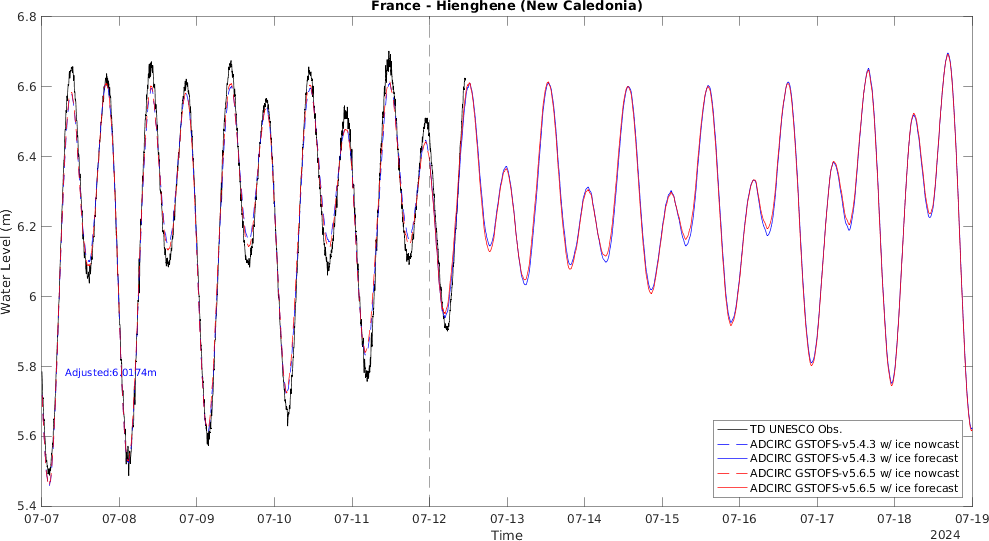 France - Hienghene (New Caledonia)
Water Level (m)
6.8
6.6
6.4
6.2
6
5.8
5.6
5.4
Adjusted:6.0174m
TD UNESCO Obs.
ADCIRC GSTOFS-v5.4.3 w/ ice nowcast
ADCIRC GSTOFS-v5.4.3 w/ ice forecast
ADCIRC GSTOFS-v5.6.5 w/ ice nowcast
ADCIRC GSTOFS-v5.6.5 w/ ice forecast
07-07 07-08 07-09 07-10 07-11 07-12 07-13 07-14 07-15 07-16 07-17 07-18 07-19
Time
2024